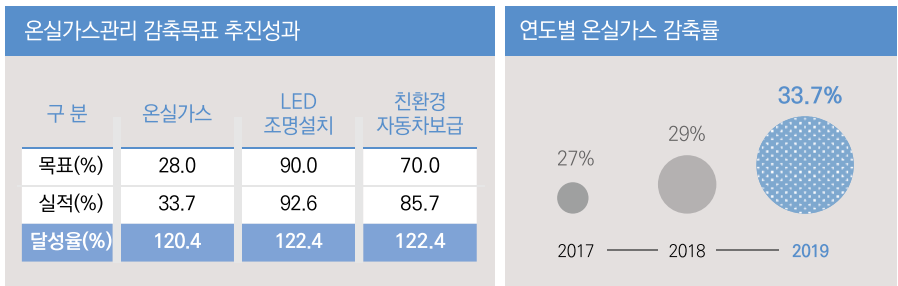 온실가스관리 감축목표 추진성과
구 분 온실가스 LED 조명설치 친환경 자동차보급
목표(%) 28.0 90.0 70.0
실적(%) 33.7 92.6 85.7
달성율(%) 120.4 122.4 122.4
연도별 온실가스 감축률
27% 29% 33.7%
2017 2018 2019